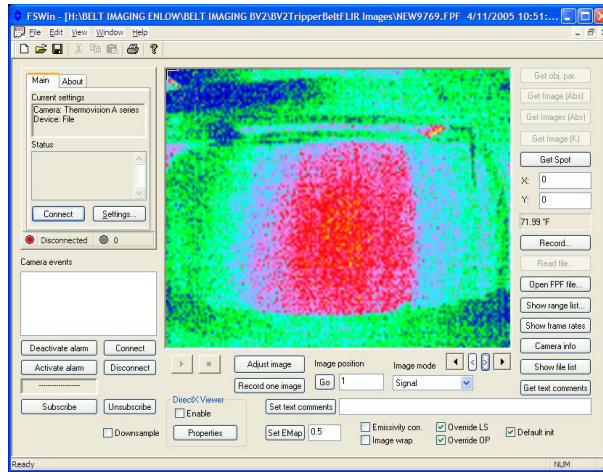 FSWin - [H:\BELT IMAGING ENLOW\BELT IMAGING BV2\BV2TripperBeltFLIR Images\NEW9769.FPF 4/11/2005 10:51:...
File Edit View Window Help
Main About
Current settings
Camera: Thermovision A series
Device: File
Status
Connect Settings...
Disconnected 0
Camera events
Deactivate alarm Connect
Activate alarm Disconnect
--------------------
Subscribe Unsubscribe
Downsample
Get obj. par.
Get Image (Abs)
Get Images (Abs)
Get Image (K)
Get Spot
X: 0
Y: 0
71.99 °F
Record...
Read file...
Open FPF file...
Show range list...
Show frame rates
Camera info
Show file list
Get text comments
Adjust image Image position Image mode
Record one image Go 1 Signal
DirectX Viewer
Enable
Properties
Set text comments
Set EMap 0.5
Emissivity corr. Override LS
Image wrap Override OP
Default init
Ready NUM